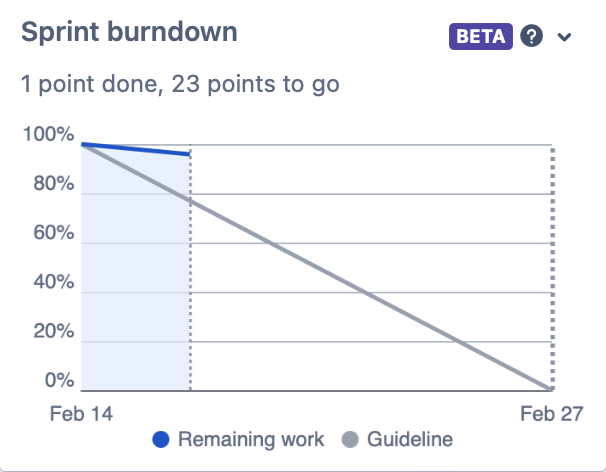 Sprint burndown
BETA ?
1 point done, 23 points to go
100%
80%
60%
40%
20%
0%
Feb 14 Feb 27
Remaining work Guideline